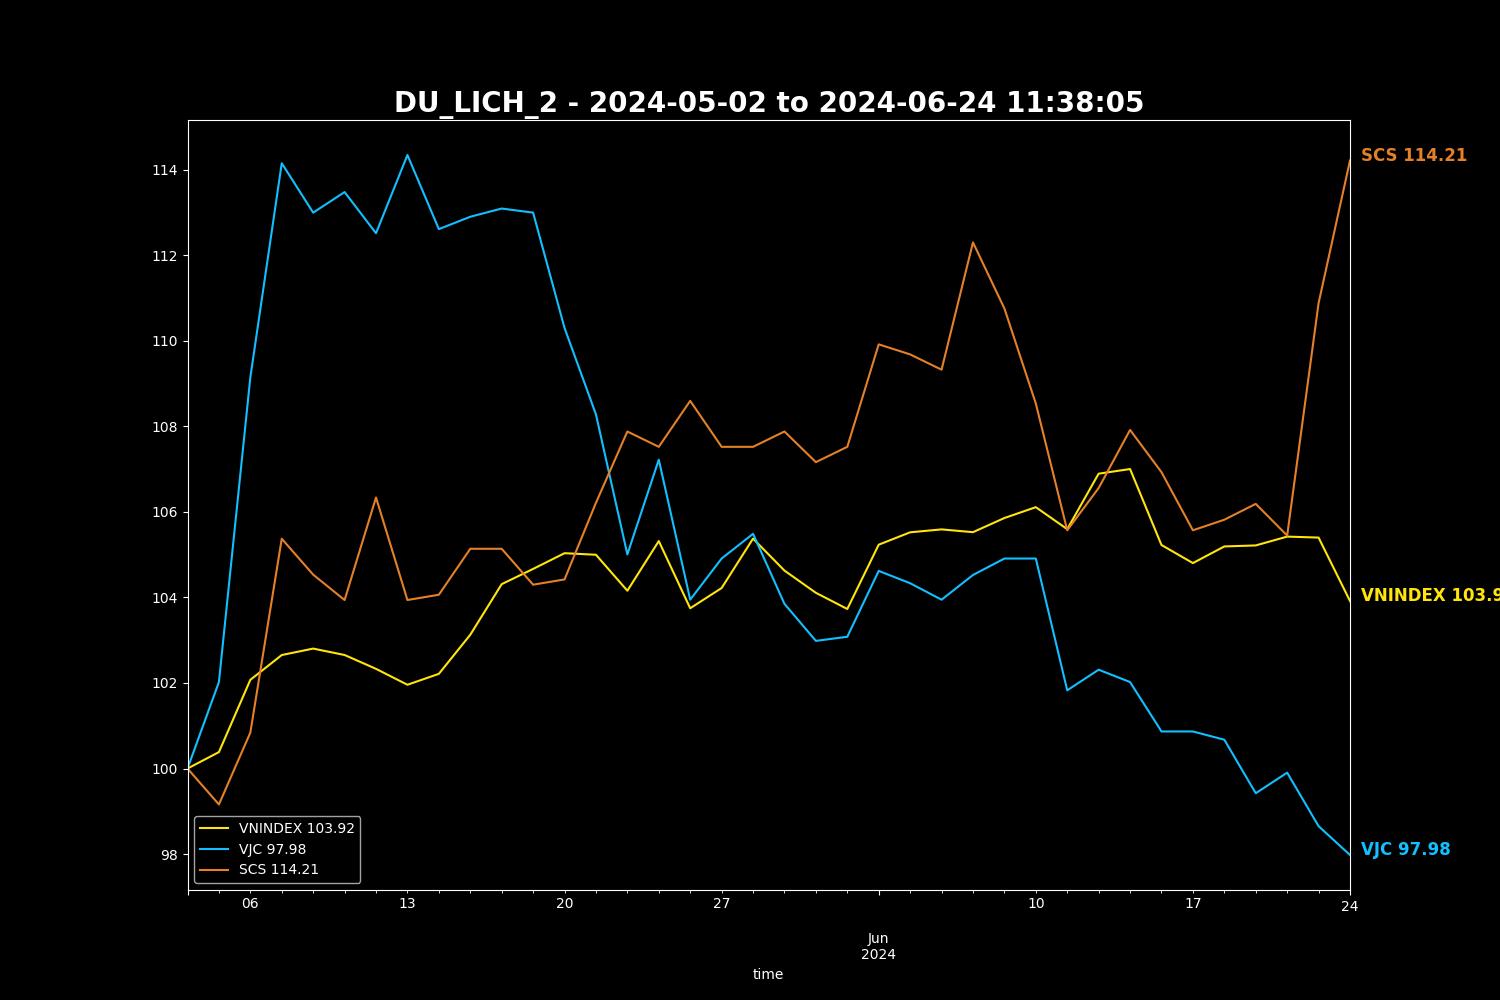 DU_LICH_2 - 2024-05-02 to 2024-06-24 11:38:05
114
112
110
108
106
104
102
100
98
SCS 114.21
VNINDEX 103.9
VJC 97.98
VNINDEX 103.92
VJC 97.98
SCS 114.21
06 13 20 27 10 17 24
Jun
2024
time